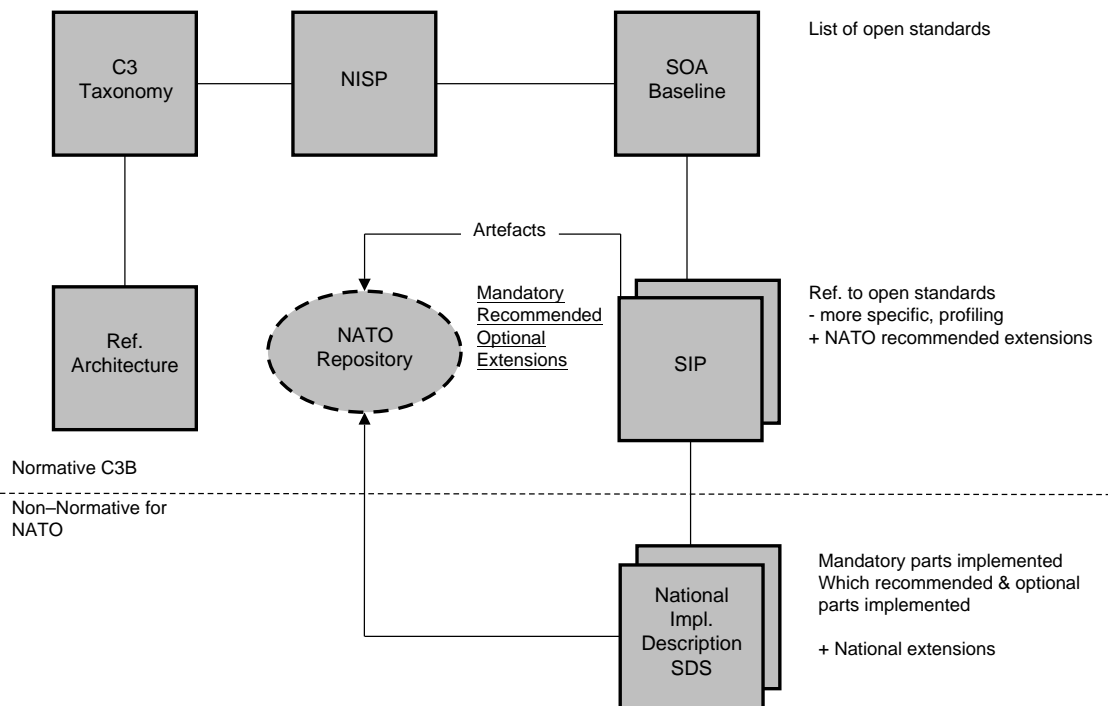 List of open standards
C3
Taxonomy
NISP
SOA
Baseline
Artefacts
Mandatory
Recommended
Optional
Extensions
Ref.
Architecture
NATO
Repository
SIP
Ref. to open standards
- more specific, profiling
+ NATO recommended extensions
Normative C3B
Non–Normative for
NATO
National
Impl.
Description
SDS
Mandatory parts implemented
Which recommended & optional
parts implemented
+ National extensions